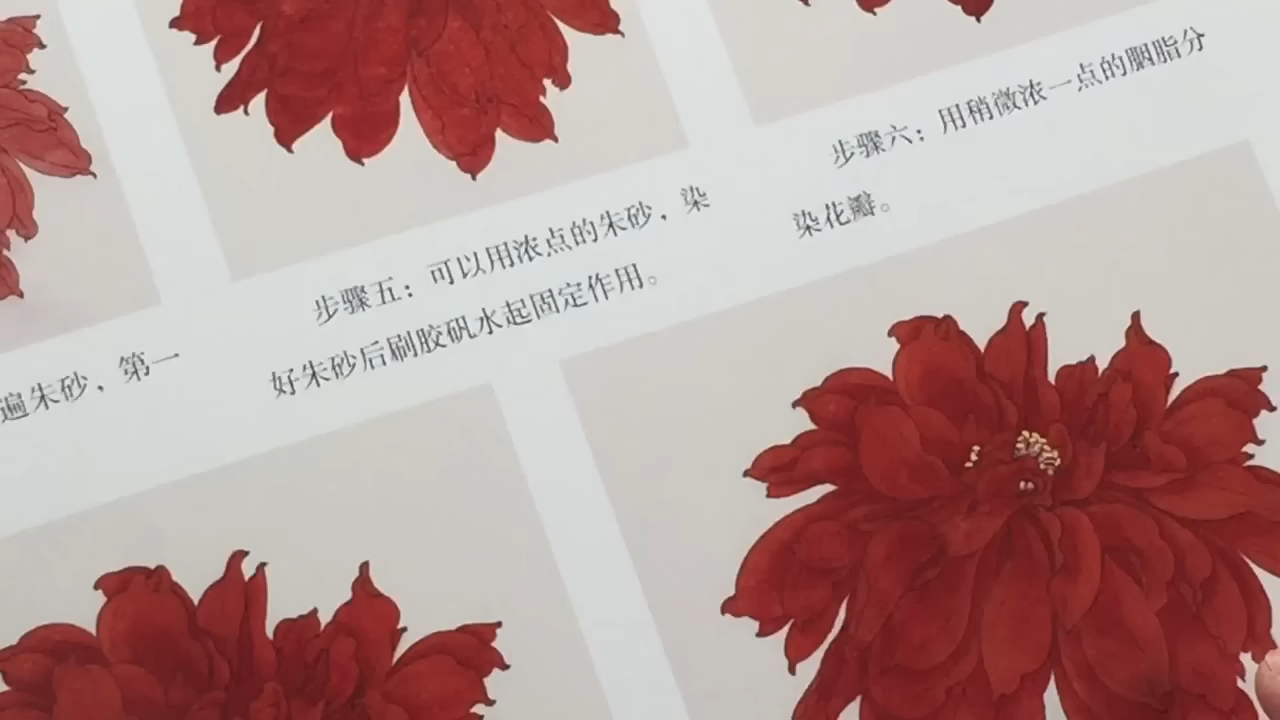 遍朱砂，第一
步骤五：可以用浓点的朱砂，染
好朱砂后刷胶矾水起固定作用。
步骤六：用稍微浓一点的胭脂分
染花瓣。